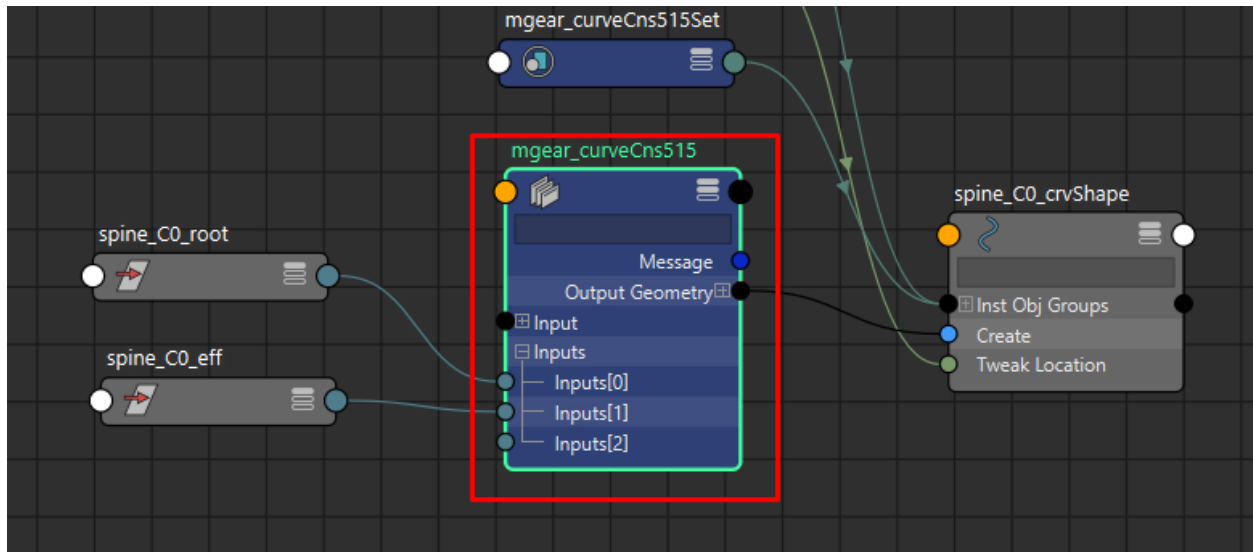 mgear_curveCns515Set
mgear_curveCns515
Message
Output Geometry
Input
Inputs
Inputs[0]
Inputs[1]
Inputs[2]
spine_C0_root
spine_C0_eff
spine_C0_crvShape
Inst Obj Groups
Create
Tweak Location